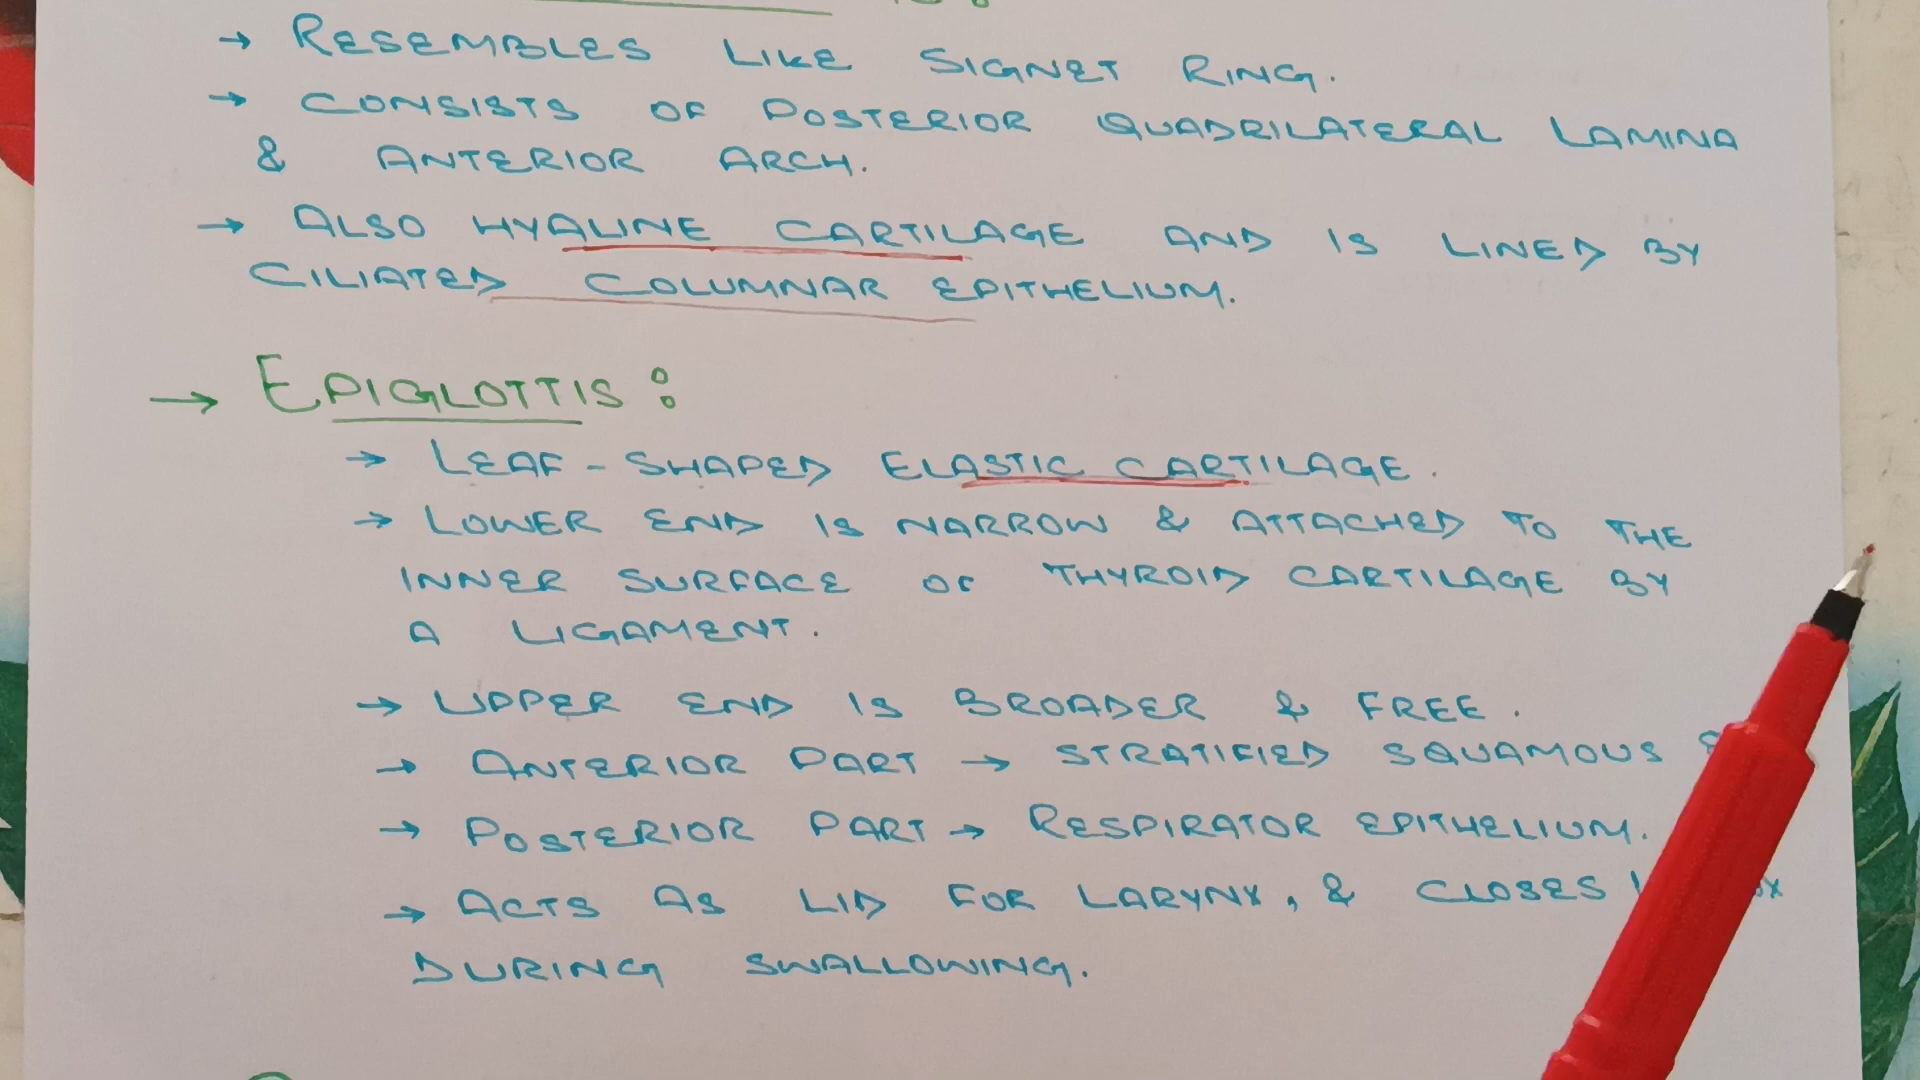 → RESEMBLES LIKE SIGNET RING.
→ CONSISTS OF POSTERIOR QUADRILATERAL LAMINA
& ANTERIOR ARCH.
→ ALSO HYALINE CARTILAGE AND IS LINED BY
CILIATED COLUMNAR EPITHELIUM.
→ EPIGLOTTIS:
→ LEAF-SHAPED ELASTIC CARTILAGE.
→ LOWER END IS NARROW & ATTACHED TO THE
INNER SURFACE OF THYROID CARTILAGE BY
A LIGAMENT.
→ UPPER END IS BROADER & FREE.
→ ANTERIOR PART → STRATIFIED SQUAMOUS
→ POSTERIOR PART → RESPIRATOR EPITHELIUM.
→ ACTS AS LID FOR LARYNX, & CLOSES
DURING SWALLOWING.